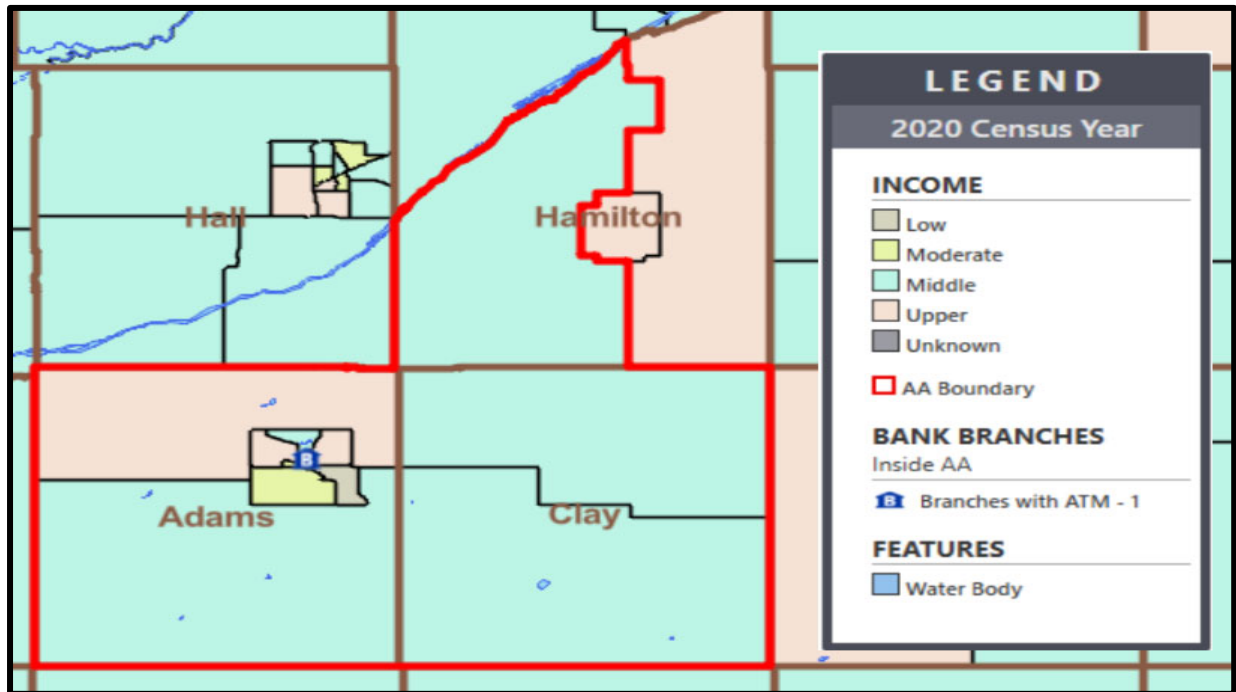 Hall
Hamilton
Adams
Clay
B
LEGEND
2020 Census Year
INCOME
Low
Moderate
Middle
Upper
Unknown
AA Boundary
BANK BRANCHES
Inside AA
B Branches with ATM - 1
FEATURES
Water Body